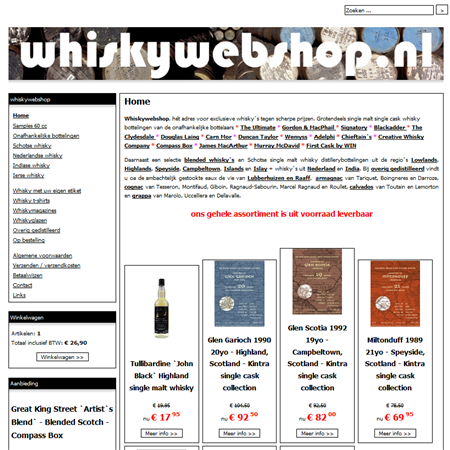 Zoeken ...
>
whiskywebshop.nl
whiskywebshop
Home
Samples 60 cc
Onafhankelijke bottelingen
Schotse whisky
Nederlandse whisky
Indiase whisky
Ierse whisky
Whisky met uw eigen etiket
Whisky t-shirts
Whiskymagazines
Whiskyglazen
Overig gedistilleerd
Op bestelling
Algemene voorwaarden
Verzenden / verzendkosten
Betaalwijzen
Contact
Links
Winkelwagen
Artikelen: 1
Totaal inclusief BTW: € 26,90
Winkelwagen >>
Aanbieding
Great King Street `Artist`s
Blend` - Blended Scotch -
Compass Box
Home
Whiskywebshop, hét adres voor exclusieve whisky`s tegen scherpe prijzen. Grotendeels single malt single cask whisky
bottelingen van de onafhankelijke bottelaars * The Ultimate * Gordon & MacPhail * Signatory * Blackadder * The
Clydesdale * Douglas Laing * Carn Mor * Duncan Taylor * Wemyss * Adelphi * Chieftain`s * Creative Whisky
Company * Compass Box * James MacArthur * Murray McDavid * First Cask by WIN
Daarnaast een selectie blended whisky`s en Schotse single malt whisky distilleerbottelingen uit de regio`s Lowlands,
Highlands, Speyside, Campbeltown, Islands en Islay + whisky`s uit Nederland en India. Bij overig gedistilleerd vindt
u oa de ambachtelijk gestookte eaux de vie van Lubberhuizen en Raaff, armagnac van Tariquet, Boingneres en Darroze,
cognac van Tesseron, Montifaud, Giboin, Ragnaud-Sabourin, Marcel Ragnaud en Roullet, calvados van Toutain en Lemorton
en grappa van Marolo, Uccelliera en Delavalle.
ons gehele assortiment is uit voorraad leverbaar
Tullibardine `John
Black` Highland
single malt whisky
€ 19,95
nu € 17 95
Meer info >>
Glen Garioch 1990
20yo - Highland,
Scotland - Kintra
single cask
collection
€ 104,50
nu € 92 50
Meer info >>
Glen Scotia 1992
19yo -
Campbeltown,
Scotland - Kintra
single cask
collection
€ 92,50
nu € 82 00
Meer info >>
Miltonduff 1989
21yo - Speyside,
Scotland - Kintra
single cask
collection
€ 78,50
nu € 69 95
Meer info >>